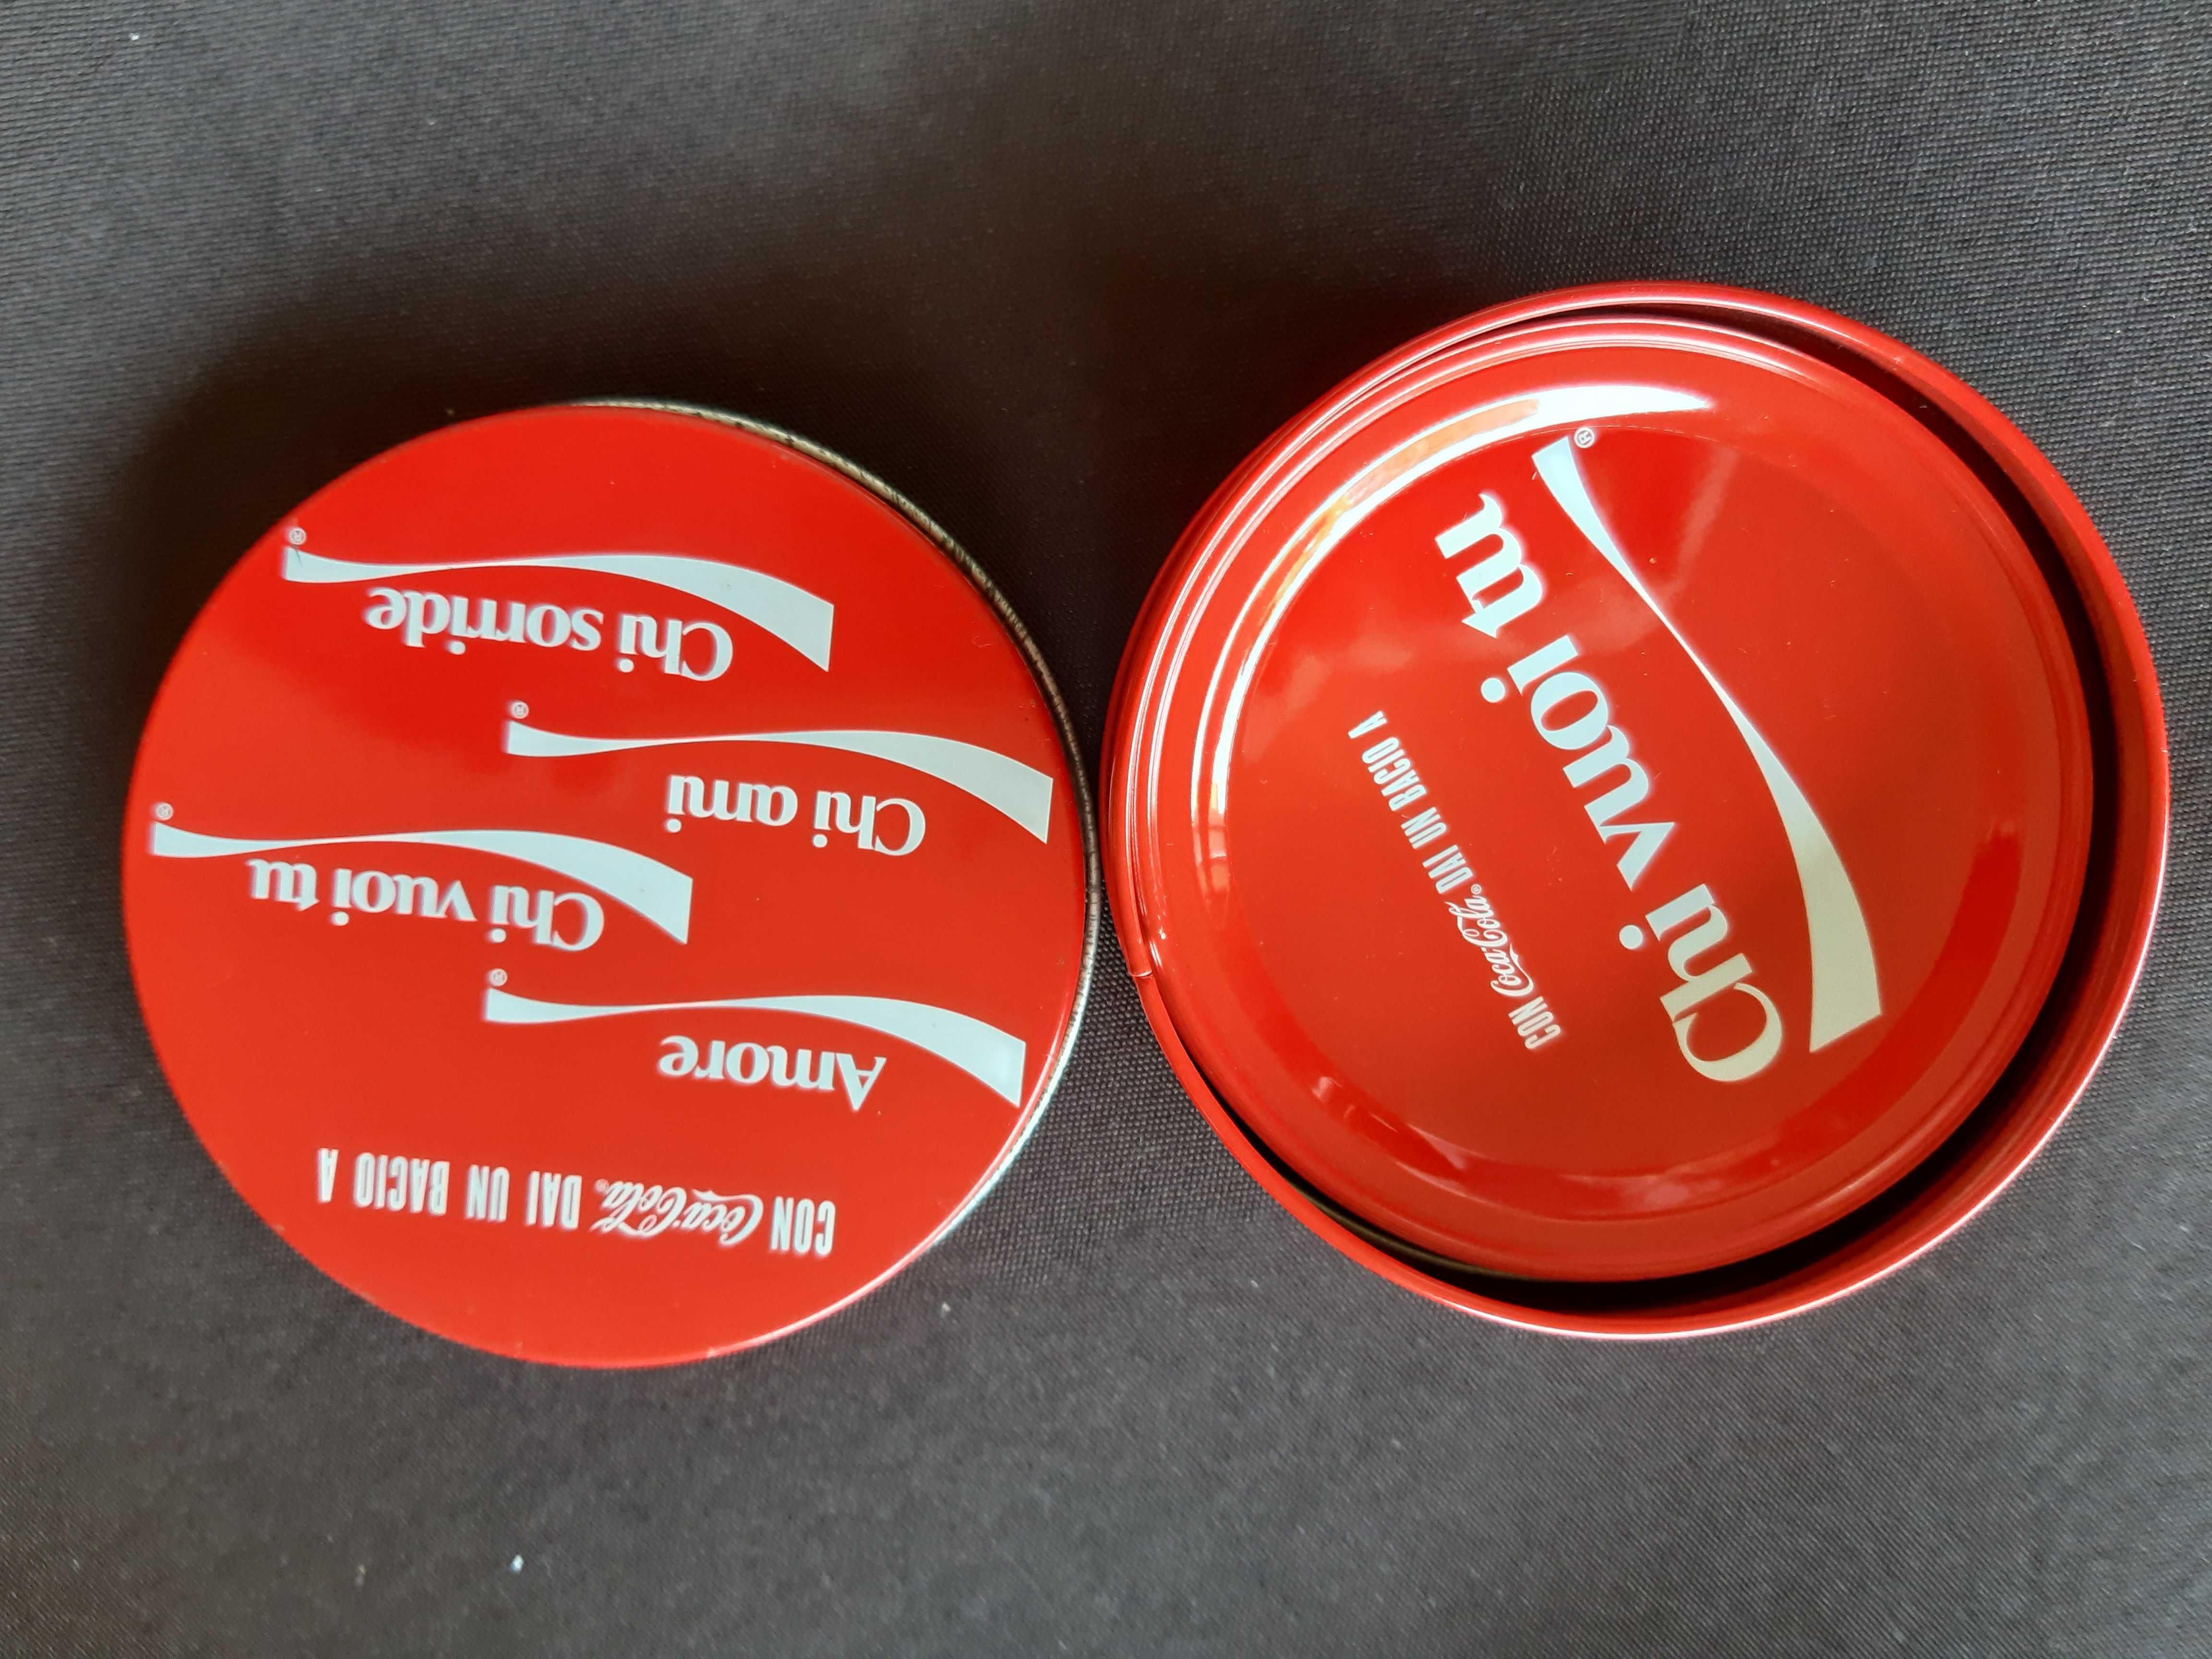 CON Coca-Cola® DAI UN BACIO A
Amore
®
Chi vuoi tu
®
Chi ami
®
Chi sorride
®
CON Coca-Cola® DAI UN BACIO A
Chi vuoi tu
®